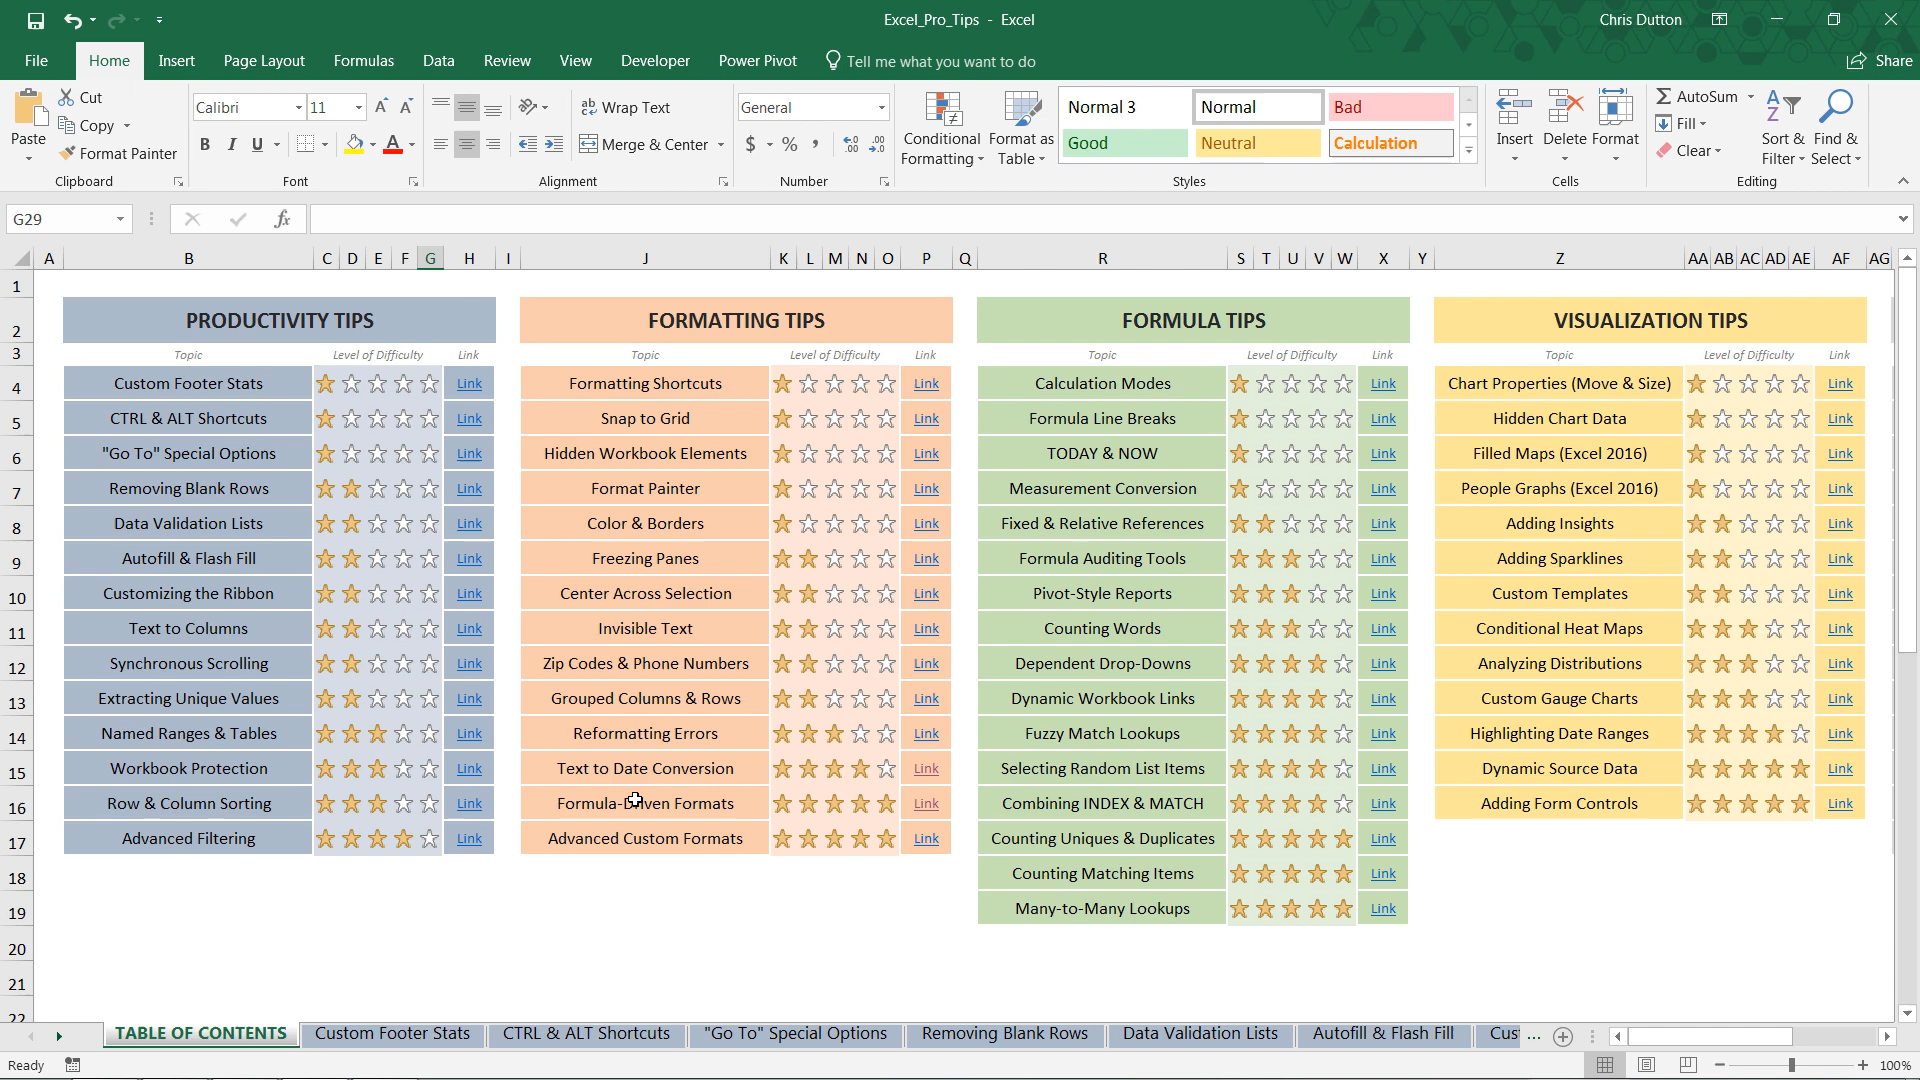 Excel_Pro_Tips - Excel
Chris Dutton
File Home Insert Page Layout Formulas Data Review View Developer Power Pivot Tell me what you want to do Share
Cut
Copy
Format Painter
Paste
Clipboard
Calibri 11
B I U
Font
Wrap Text
Merge & Center
Alignment
General
$ % ,
Number
Conditional Formatting
Format as Table
Normal 3 Normal Bad
Good Neutral Calculation
Styles
Insert Delete Format
Cells
AutoSum
Fill
Clear
Sort & Filter
Find & Select
Editing
G29 fx
A B C D E F G H I J K L M N O P Q R S T U V W X Y Z AA AB AC AD AE AF AG
1
2 PRODUCTIVITY TIPS FORMATTING TIPS FORMULA TIPS VISUALIZATION TIPS
3 Topic Level of Difficulty Link Topic Level of Difficulty Link Topic Level of Difficulty Link Topic Level of Difficulty Link
4 Custom Footer Stats Link Formatting Shortcuts Link Calculation Modes Link Chart Properties (Move & Size) Link
5 CTRL & ALT Shortcuts Link Snap to Grid Link Formula Line Breaks Link Hidden Chart Data Link
6 "Go To" Special Options Link Hidden Workbook Elements Link TODAY & NOW Link Filled Maps (Excel 2016) Link
7 Removing Blank Rows Link Format Painter Link Measurement Conversion Link People Graphs (Excel 2016) Link
8 Data Validation Lists Link Color & Borders Link Fixed & Relative References Link Adding Insights Link
9 Autofill & Flash Fill Link Freezing Panes Link Formula Auditing Tools Link Adding Sparklines Link
10 Customizing the Ribbon Link Center Across Selection Link Pivot-Style Reports Link Custom Templates Link
11 Text to Columns Link Invisible Text Link Counting Words Link Conditional Heat Maps Link
12 Synchronous Scrolling Link Zip Codes & Phone Numbers Link Dependent Drop-Downs Link Analyzing Distributions Link
13 Extracting Unique Values Link Grouped Columns & Rows Link Dynamic Workbook Links Link Custom Gauge Charts Link
14 Named Ranges & Tables Link Reformatting Errors Link Fuzzy Match Lookups Link Highlighting Date Ranges Link
15 Workbook Protection Link Text to Date Conversion Link Selecting Random List Items Link Dynamic Source Data Link
16 Row & Column Sorting Link Formula-Driven Formats Link Combining INDEX & MATCH Link Adding Form Controls Link
17 Advanced Filtering Link Advanced Custom Formats Link Counting Uniques & Duplicates Link
18 Counting Matching Items Link
19 Many-to-Many Lookups Link
20
21
22
TABLE OF CONTENTS Custom Footer Stats CTRL & ALT Shortcuts "Go To" Special Options Removing Blank Rows Data Validation Lists Autofill & Flash Fill Cus ...
Ready 100%